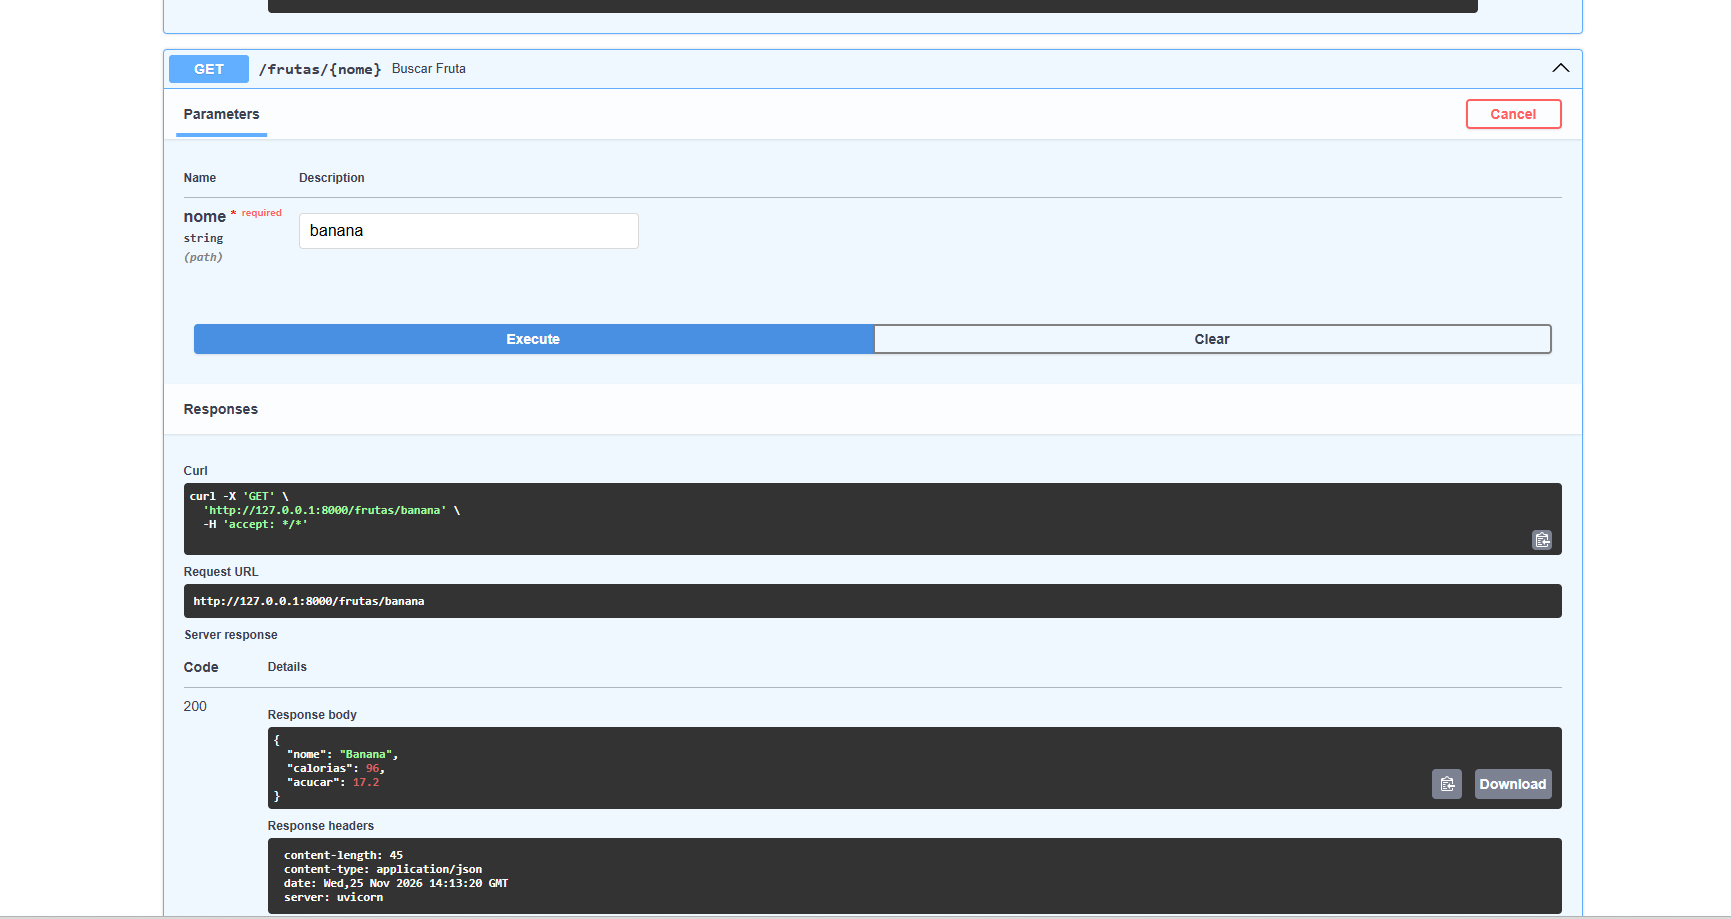 GET /frutas/{nome} Buscar Fruta
Parameters
Cancel
Name Description
nome * required
string
(path)
banana
Execute
Clear
Responses
Curl
curl -X 'GET' \
  'http://127.0.0.1:8000/frutas/banana' \
  -H 'accept: */*'
Request URL
http://127.0.0.1:8000/frutas/banana
Server response
Code Details
200
Response body
{
  "nome": "Banana",
  "calorias": 96,
  "acucar": 17.2
}
Download
Response headers
content-length: 45
content-type: application/json
date: Wed,25 Nov 2026 14:13:20 GMT
server: uvicorn